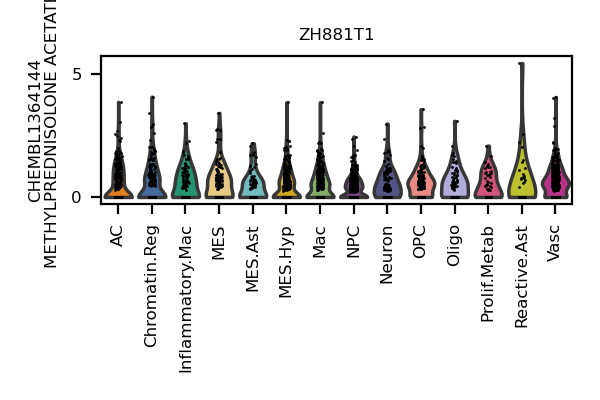 ZH881T1
CHEMBL1364144
METHYLPREDNISOLONE ACETAT
5
0
AC
Chromatin.Reg
Inflammatory.Mac
MES
MES.Ast
MES.Hyp
Mac
NPC
Neuron
OPC
Oligo
Prolif.Metab
Reactive.Ast
Vasc